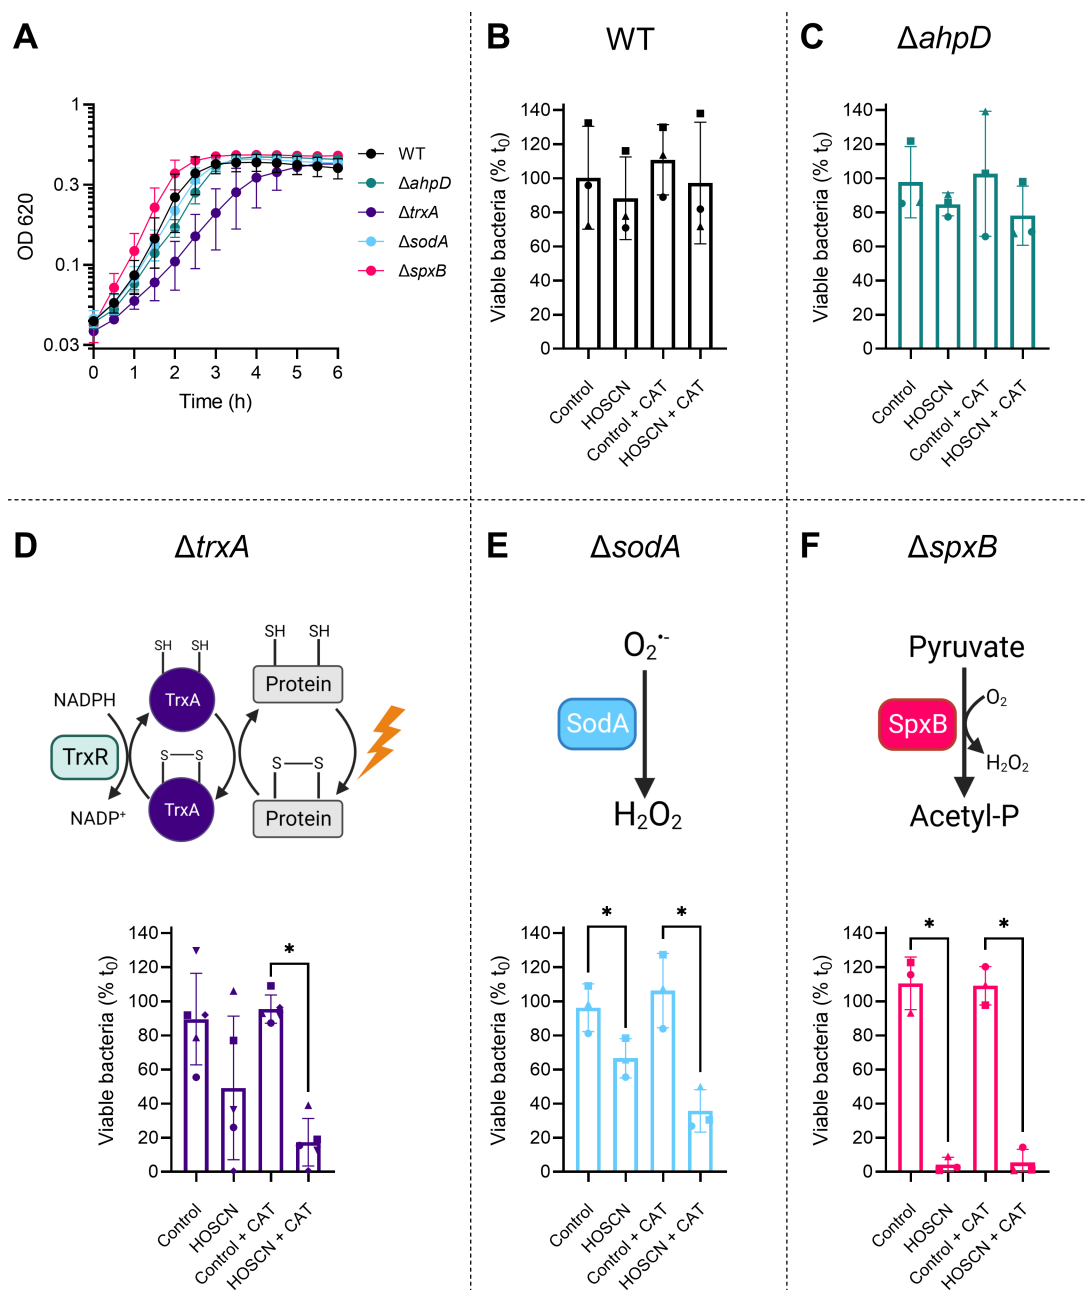 A
1
0.3
0.1
0.03
OD 620
0 1 2 3 4 5 6
Time (h)
WT
ΔahpD
ΔtrxA
ΔsodA
ΔspxB
B
WT
Viable bacteria (% t0)
140
120
100
80
60
40
20
0
Control
HOSCN
Control + CAT
HOSCN + CAT
C
ΔahpD
Viable bacteria (% t0)
140
120
100
80
60
40
20
0
Control
HOSCN
Control + CAT
HOSCN + CAT
D
ΔtrxA
SH SH
SH SH
NADPH
TrxA
Protein
TrxR
S S
S S
NADP+
TrxA
Protein
Viable bacteria (% t0)
140
120
100
80
60
40
20
0
*
Control
HOSCN
Control + CAT
HOSCN + CAT
E
ΔsodA
O2•-
SodA
H2O2
Viable bacteria (% t0)
140
120
100
80
60
40
20
0
* *
Control
HOSCN
Control + CAT
HOSCN + CAT
F
ΔspxB
Pyruvate
O2
SpxB
H2O2
Acetyl-P
Viable bacteria (% t0)
140
120
100
80
60
40
20
0
* *
Control
HOSCN
Control + CAT
HOSCN + CAT